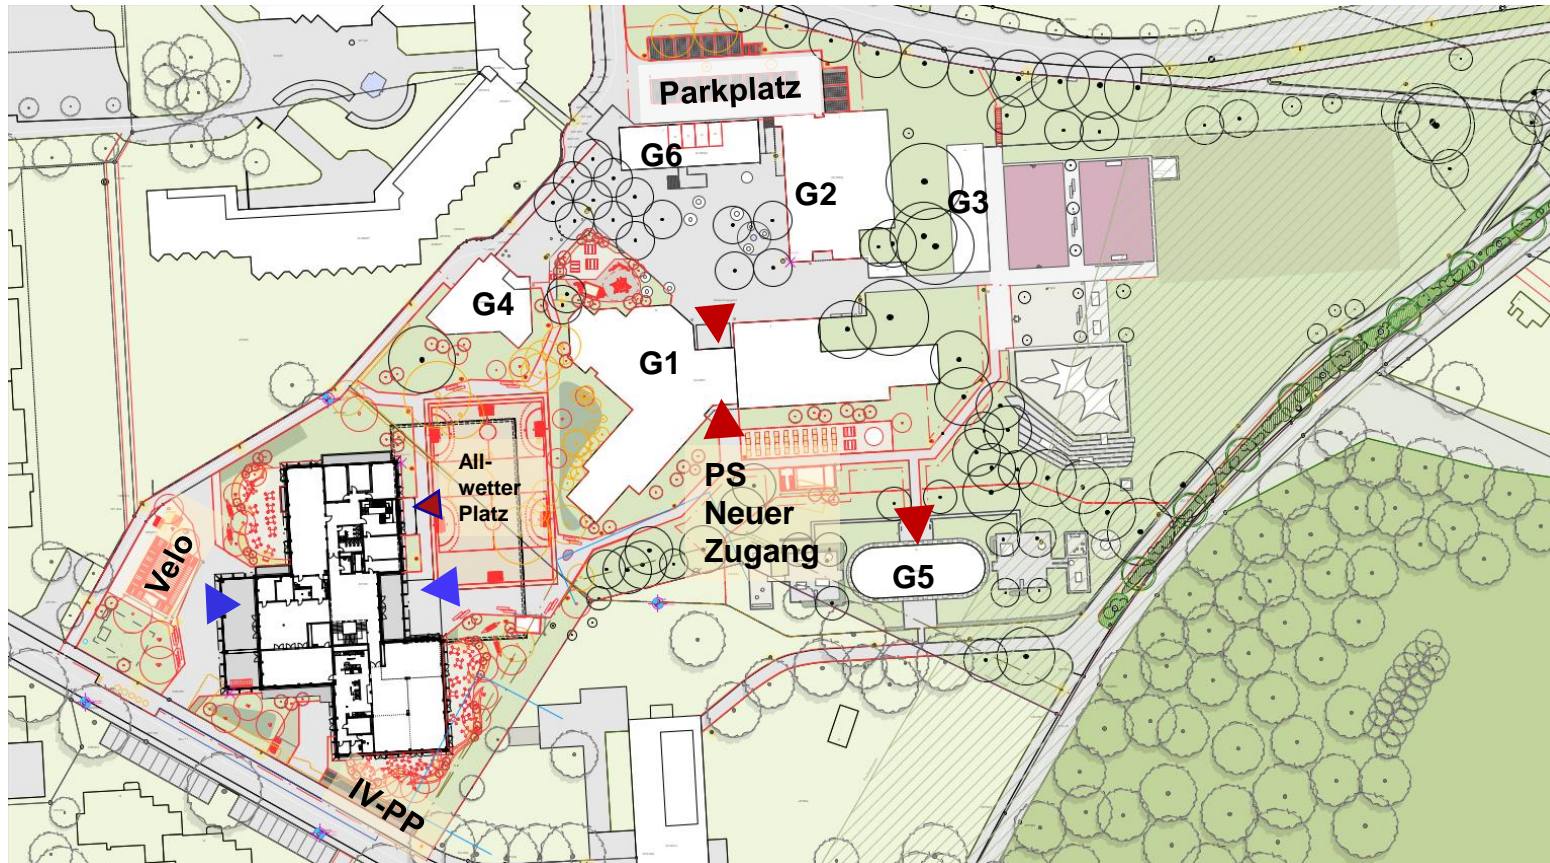 Parkplatz
G6
G2
G3
G4
G1
All-
wetter
Platz
PS
Neuer
Zugang
Velo
G5
IV-PP